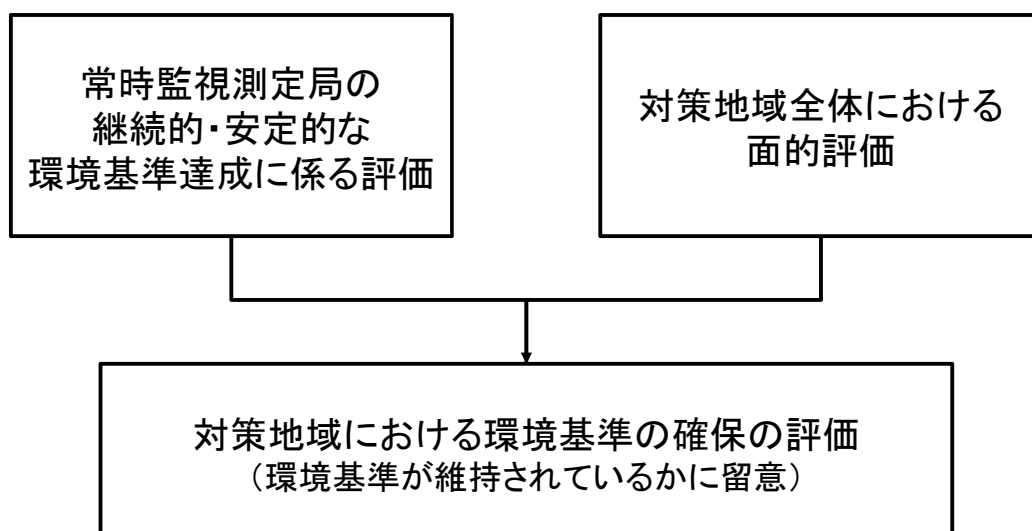 常時監視測定局の
継続的・安定的な
環境基準達成に係る評価
対策地域全体における
面的評価
対策地域における環境基準の確保の評価
（環境基準が維持されているかに留意）